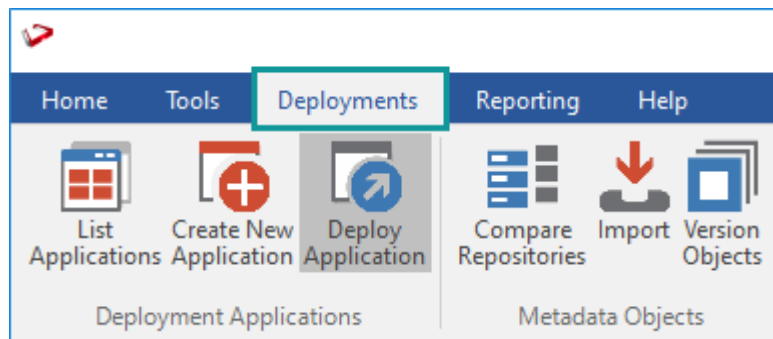 Home Tools Deployments Reporting Help
List Applications
Create New Application
Deploy Application
Compare Repositories
Import
Version Objects
Deployment Applications
Metadata Objects